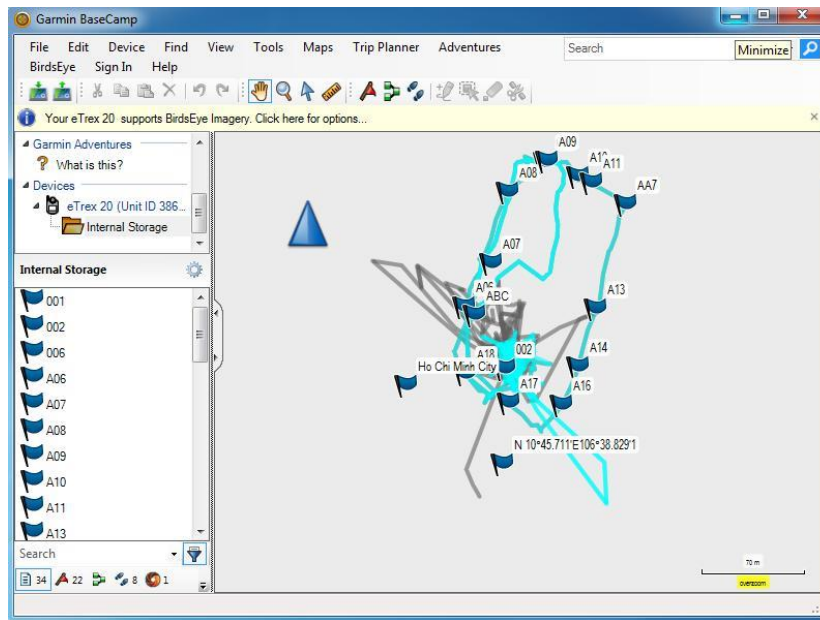 Garmin BaseCamp
File Edit Device Find View Tools Maps Trip Planner Adventures
Search
Minimize
BirdsEye Sign In Help
Your eTrex 20 supports BirdsEye Imagery. Click here for options...
Garmin Adventures
What is this?
Devices
eTrex 20 (Unit ID 386...
Internal Storage
Internal Storage
001
002
006
A06
A07
A08
A09
A10
A11
A13
Search
34 22 8 1
A09
A10
A11
A08
AA7
A07
A06
ABC
A13
A18
002
A14
Ho Chi Minh City
A17
A16
N 10°45.711'E106°38.829'1
70 m
overzoom